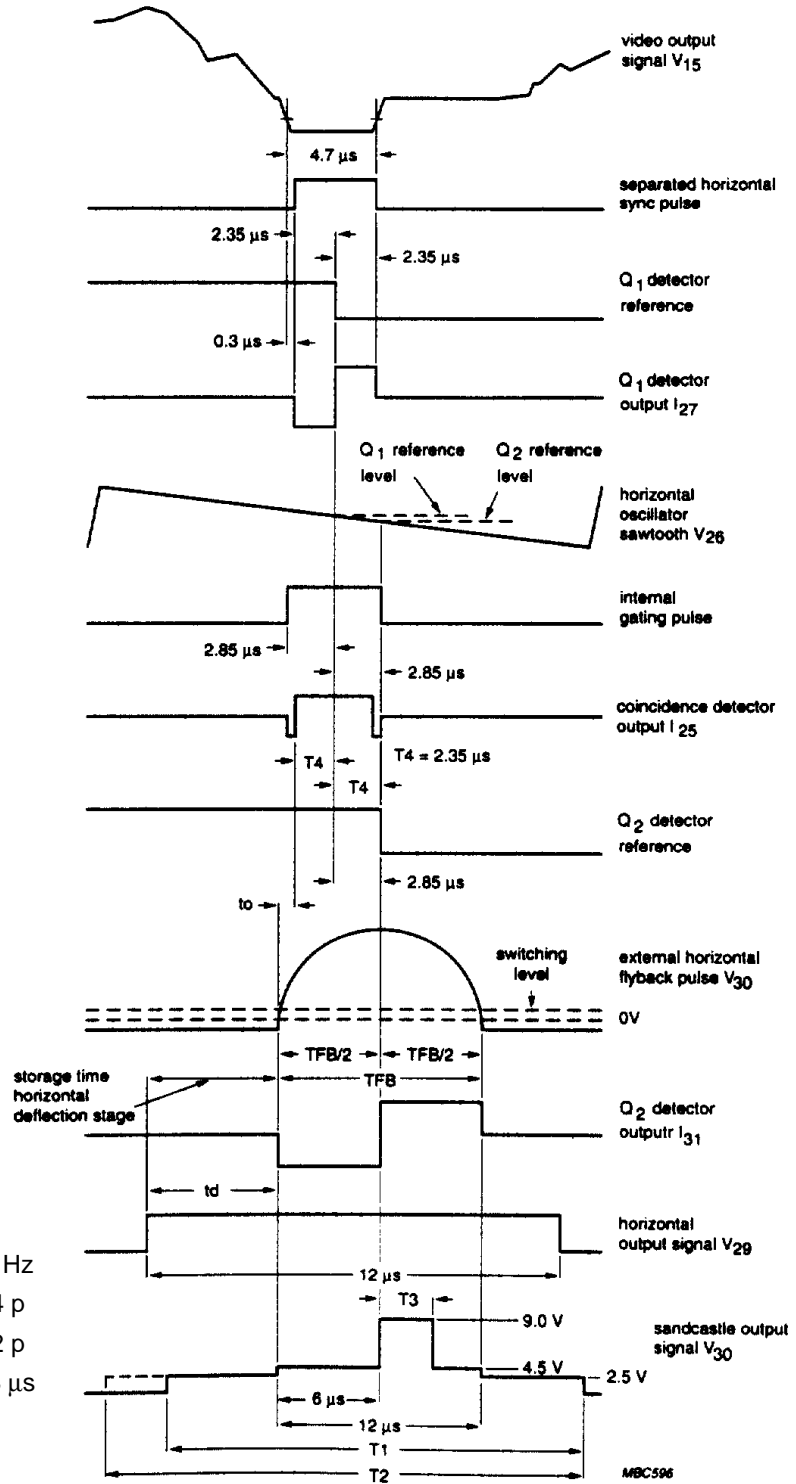 video output
signal V15
4.7 µs
separated horizontal
sync pulse
2.35 µs
2.35 µs
Q1 detector
reference
0.3 µs
Q1 detector
output I27
Q1 reference
level
Q2 reference
level
horizontal
oscillator
sawtooth V26
internal
gating pulse
2.85 µs
2.85 µs
coincidence detector
output I25
T4
T4 = 2.35 µs
T4
Q2 detector
reference
2.85 µs
to
switching
level
external horizontal
flyback pulse V30
0V
TFB/2
TFB/2
TFB
storage time
horizontal
deflection stage
Q2 detector
outputr I31
td
horizontal
output signal V29
12 µs
Hz
p
2 p
µs
T3
9.0 V
sandcastle output
signal V30
4.5 V
2.5 V
6 µs
12 µs
T1
T2
MBC596